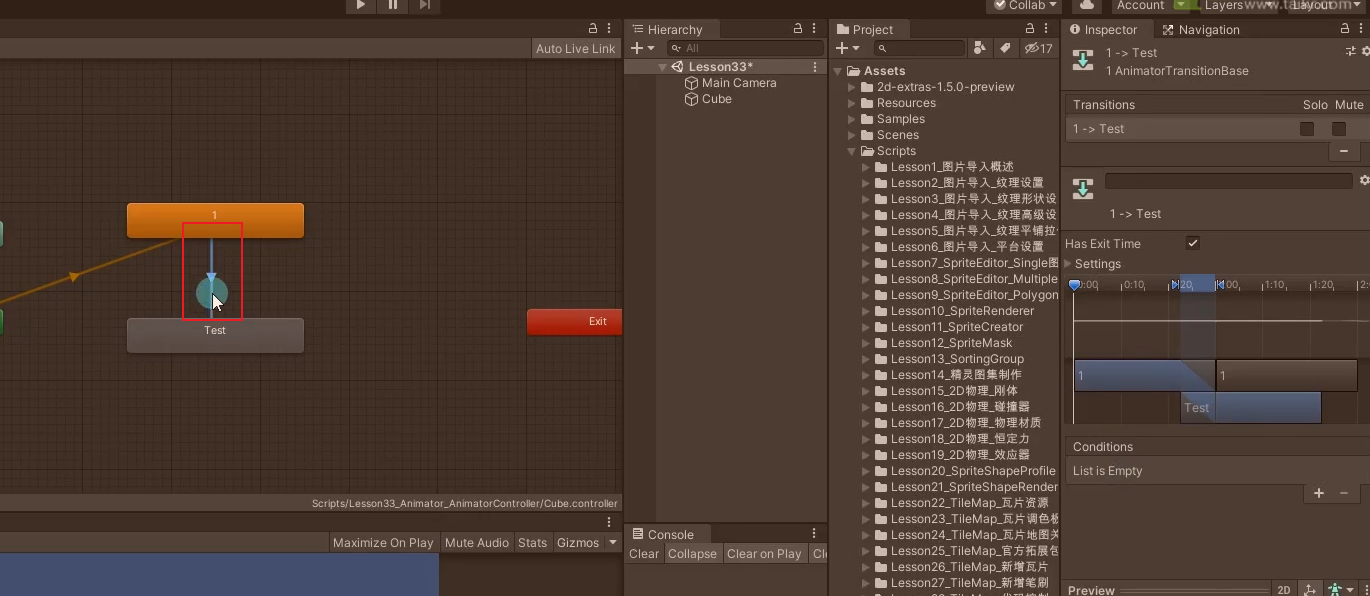 Collab
Account
Layers
Layout
Auto Live Link
1
Test
Exit
Scripts/Lesson33_Animator_AnimatorController/Cube.controller
Maximize On Play
Mute Audio
Stats
Gizmos
Hierarchy
All
Lesson33*
Main Camera
Cube
Console
Clear
Collapse
Clear on Play
Project
17
Assets
2d-extras-1.5.0-preview
Resources
Samples
Scenes
Scripts
Lesson1_图片导入概述
Lesson2_图片导入_纹理设置
Lesson3_图片导入_纹理形状设
Lesson4_图片导入_纹理高级设
Lesson5_图片导入_纹理平铺拉
Lesson6_图片导入_平台设置
Lesson7_SpriteEditor_Single图
Lesson8_SpriteEditor_Multiple
Lesson9_SpriteEditor_Polygon
Lesson10_SpriteRenderer
Lesson11_SpriteCreator
Lesson12_SpriteMask
Lesson13_SortingGroup
Lesson14_精灵图集制作
Lesson15_2D物理_刚体
Lesson16_2D物理_碰撞器
Lesson17_2D物理_物理材质
Lesson18_2D物理_恒定力
Lesson19_2D物理_效应器
Lesson20_SpriteShapeProfile
Lesson21_SpriteShapeRender
Lesson22_TileMap_瓦片资源
Lesson23_TileMap_瓦片调色板
Lesson24_TileMap_瓦片地图关
Lesson25_TileMap_官方拓展包
Lesson26_TileMap_新增瓦片
Lesson27_TileMap_新增笔刷
Inspector
Navigation
1 -> Test
1 AnimatorTransitionBase
Transitions
Solo
Mute
1 -> Test
1 -> Test
Has Exit Time
Settings
0:00
0:10
1:10
1:20
1
1
Test
Conditions
List is Empty
Preview
2D